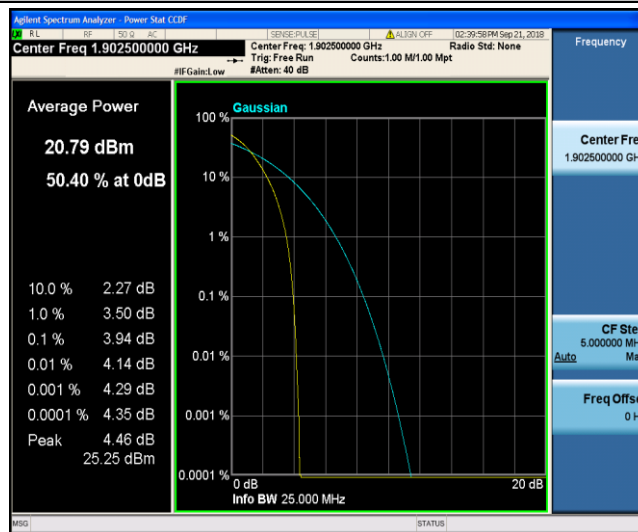 Agilent Spectrum Analyzer - Power Stat CCDF
RL RF 50 Ω AC SENSE:PULSE ALIGN OFF 02:39:58 PM Sep 21, 2018
Center Freq 1.902500000 GHz
Center Freq: 1.902500000 GHz Radio Std: None
Trig: Free Run Counts:1.00 M/1.00 Mpt
#IFGain:Low #Atten: 40 dB
Frequency
Average Power
20.79 dBm
50.40 % at 0dB
10.0 % 2.27 dB
1.0 % 3.50 dB
0.1 % 3.94 dB
0.01 % 4.14 dB
0.001 % 4.29 dB
0.0001 % 4.35 dB
Peak 4.46 dB
25.25 dBm
Gaussian
100 %
10 %
1 %
0.1 %
0.01 %
0.001 %
0.0001 %
0 dB 20 dB
Info BW 25.000 MHz
Center Fre
1.902500000 GH
CF Ste
5.000000 MH
Auto Ma
Freq Offse
0 H
MSG STATUS